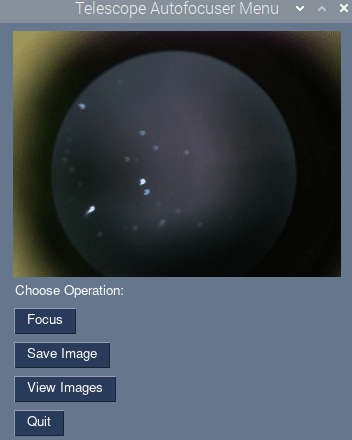 Telescope Autofocuser Menu
Choose Operation:
Focus
Save Image
View Images
Quit